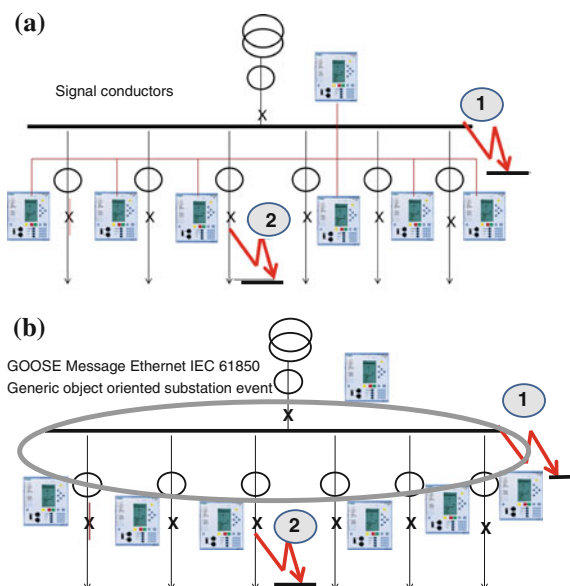 (a)
Signal conductors
X
1
X
X
X
X
X
X
2
(b)
GOOSE Message Ethernet IEC 61850
Generic object oriented substation event
X
1
X
X
X
X
X
X
2